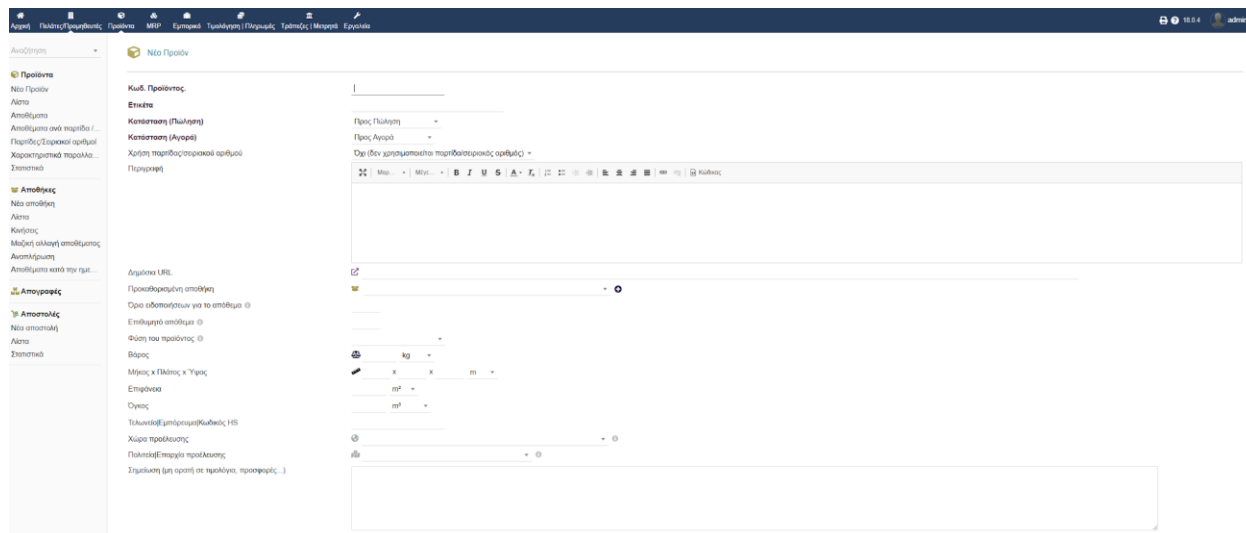 Αρχική Πελάτες/Προμηθευτές Προϊόντα MRP Εμπορικό Τιμολόγηση | Πληρωμές Τράπεζες | Μετρητά Εργαλεία
18.0.4 admin
Αναζήτηση
Προϊόντα
Νέο Προϊόν
Λίστα
Αποθέματα
Αποθέματα ανά παρτίδα /...
Παρτίδες/Σειριακοί αριθμοί
Χαρακτηριστικά παραλλα...
Στατιστικά
Αποθήκες
Νέα αποθήκη
Λίστα
Κινήσεις
Μαζική αλλαγή αποθέματος
Αναπλήρωση
Αποθέματα κατά την ημε...
Απογραφές
Αποστολές
Νέα αποστολή
Λίστα
Στατιστικά
Νέο Προϊόν
Κωδ. Προϊόντος.
Ετικέτα
Κατάσταση (Πώληση) Προς Πώληση
Κατάσταση (Αγορά) Προς Αγορά
Χρήση παρτίδας/σειριακού αριθμού Όχι (δεν χρησιμοποιείται παρτίδα/σειριακός αριθμός)
Περιγραφή
Μορ... Μέγε... B I U S A Tx Κώδικας
Δημόσια URL
Προκαθορισμένη αποθήκη
Όριο ειδοποιήσεων για το απόθεμα
Επιθυμητό απόθεμα
Φύση του προϊόντος
Βάρος kg
Μήκος x Πλάτος x Ύψος x x m
Επιφάνεια m²
Όγκος m³
Τελωνείο|Εμπόρευμα|Κωδικός HS
Χώρα προέλευσης
Πολιτεία|Επαρχία προέλευσης
Σημείωση (μη ορατή σε τιμολόγια, προσφορές...)